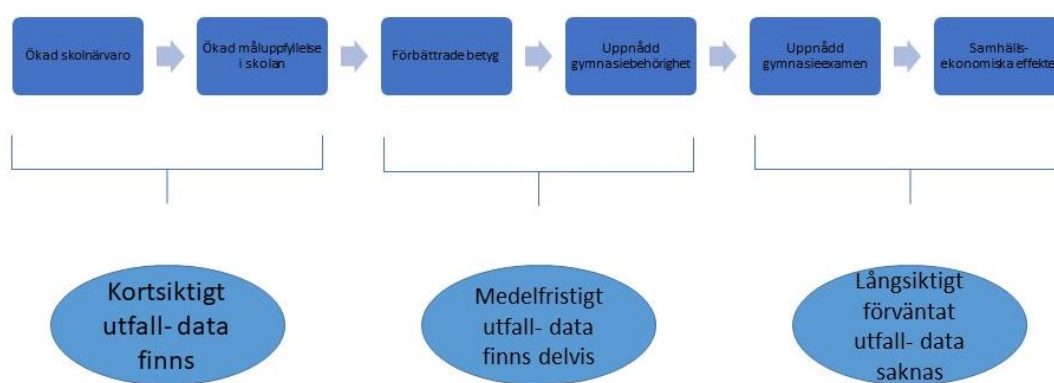 Ökad skolnärvaro
Ökad måluppfyllelse
i skolan
Förbättrade betyg
Uppnådd
gymnasiebehörighet
Uppnådd
gymnasieexamen
Samhälls-
ekonomiska effekte
Kortsiktigt
utfall- data
finns
Medelfristigt
utfall- data
finns delvis
Långsiktigt
förväntat
utfall- data
saknas